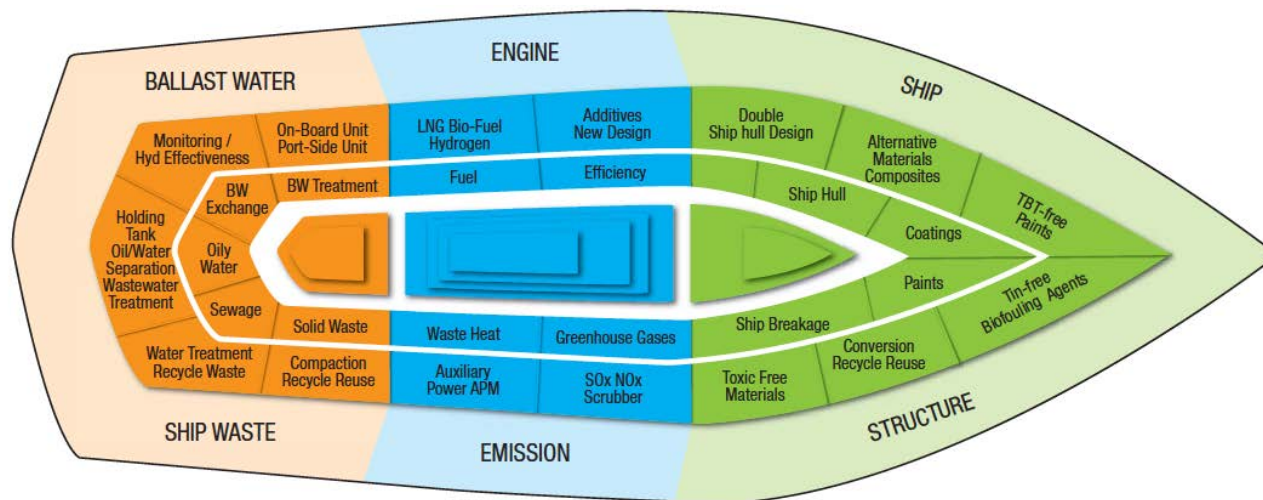 ENGINE
BALLAST WATER
SHIP
Monitoring /
Hyd Effectiveness
On-Board Unit
Port-Side Unit
LNG Bio-Fuel
Hydrogen
Additives
New Design
Double
Ship hull Design
Alternative
Materials
Composites
TBT-free
Paints
BW
Exchange
BW Treatment
Fuel
Efficiency
Ship Hull
Coatings
Holding
Tank
Oil/Water
Separation
Wastewater
Treatment
Oily
Water
Sewage
Solid Waste
Waste Heat
Greenhouse Gases
Ship Breakage
Paints
Tin-free
Biofouling Agents
Water Treatment
Recycle Waste
Compaction
Recycle Reuse
Auxiliary
Power APM
SOx NOx
Scrubber
Toxic Free
Materials
Conversion
Recycle Reuse
SHIP WASTE
EMISSION
STRUCTURE